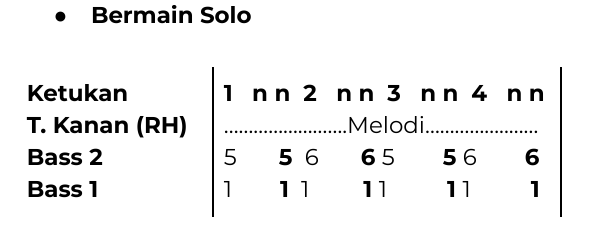 ● Bermain Solo
Ketukan 1 n n 2 n n 3 n n 4 n n
T. Kanan (RH) .........................Melodi.......................
Bass 2 5 5 6 6 5 5 6 6
Bass 1 1 1 1 1 1 1 1 1